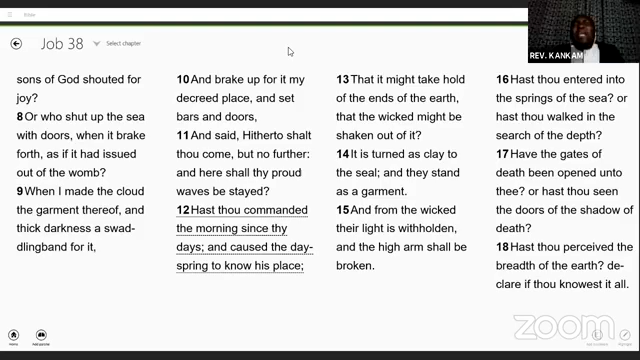 Job 38
Select chapter
REV. KANKAM
sons of God shouted for
joy?
8 Or who shut up the sea
with doors, when it brake
forth, as if it had issued
out of the womb?
9 When I made the cloud
the garment thereof, and
thick darkness a swad-
dlingband for it,
10 And brake up for it my
decreed place, and set
bars and doors,
11 And said, Hitherto shalt
thou come, but no further:
and here shall thy proud
waves be stayed?
12 Hast thou commanded
the morning since thy
days; and caused the day-
spring to know his place;
13 That it might take hold
of the ends of the earth,
that the wicked might be
shaken out of it?
14 It is turned as clay to
the seal; and they stand
as a garment.
15 And from the wicked
their light is withholden,
and the high arm shall be
broken.
16 Hast thou entered into
the springs of the sea? or
hast thou walked in the
search of the depth?
17 Have the gates of
death been opened unto
thee? or hast thou seen
the doors of the shadow of
death?
18 Hast thou perceived the
breadth of the earth? de-
clare if thou knowest it all.
Home
zoom